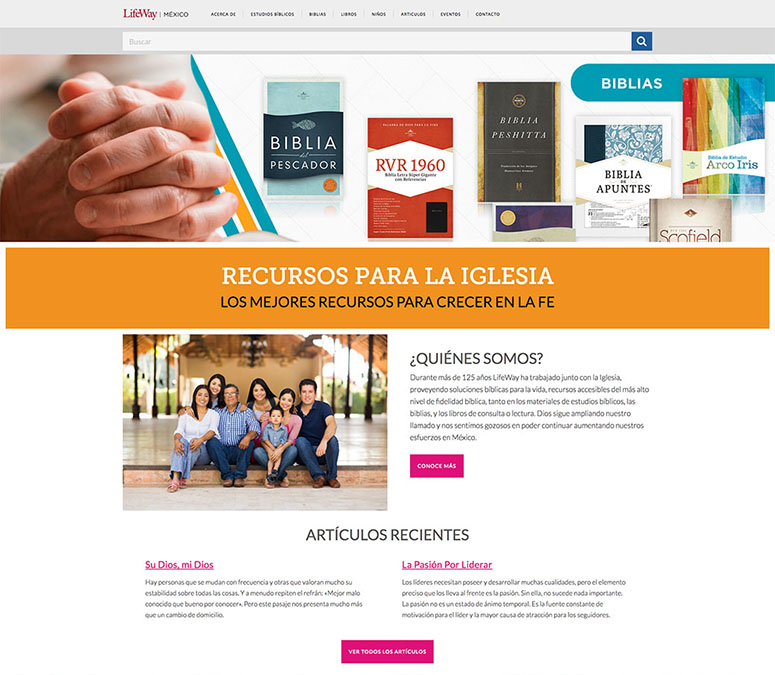 LifeWay | MÉXICO
ACERCA DE
ESTUDIOS BÍBLICOS
BIBLIAS
LIBROS
NIÑOS
ARTICULOS
EVENTOS
CONTACTO
Buscar
BIBLIAS
BIBLIA
del
PESCADOR
RVR 1960
Biblia Letra Súper Gigante
con Referencias
BIBLIA
PESHITTA
BIBLIA
DE
APUNTES
Biblia de Estudio
Arco Iris
Scofield
RECURSOS PARA LA IGLESIA
LOS MEJORES RECURSOS PARA CRECER EN LA FE
¿QUIÉNES SOMOS?
Durante más de 125 años LifeWay ha trabajado junto con la Iglesia,
proveyendo soluciones bíblicas para la vida, recursos accesibles del más alto
nivel de fidelidad bíblica, tanto en los materiales de estudios bíblicos, las
biblias, y los libros de consulta o lectura. Dios sigue ampliando nuestro
llamado y nos sentimos gozosos en poder continuar aumentando nuestros
esfuerzos en México.
CONOCE MÁS
ARTÍCULOS RECIENTES
Su Dios, mi Dios
Hay personas que se mudan con frecuencia y otras que valoran mucho su
estabilidad sobre todas las cosas. Y a menudo repiten el refrán: «Mejor malo
conocido que bueno por conocer». Pero este pasaje nos presenta mucho más
que un cambio de domicilio.
La Pasión Por Liderar
Los líderes necesitan poseer y desarrollar muchas cualidades, pero el elemento
preciso que los lleva al frente es la pasión. Sin ella, no sucede nada importante.
La pasión no es un estado de ánimo temporal. Es la fuente constante de
motivación para el líder y la mayor causa de atracción para los seguidores.
VER TODOS LOS ARTÍCULOS